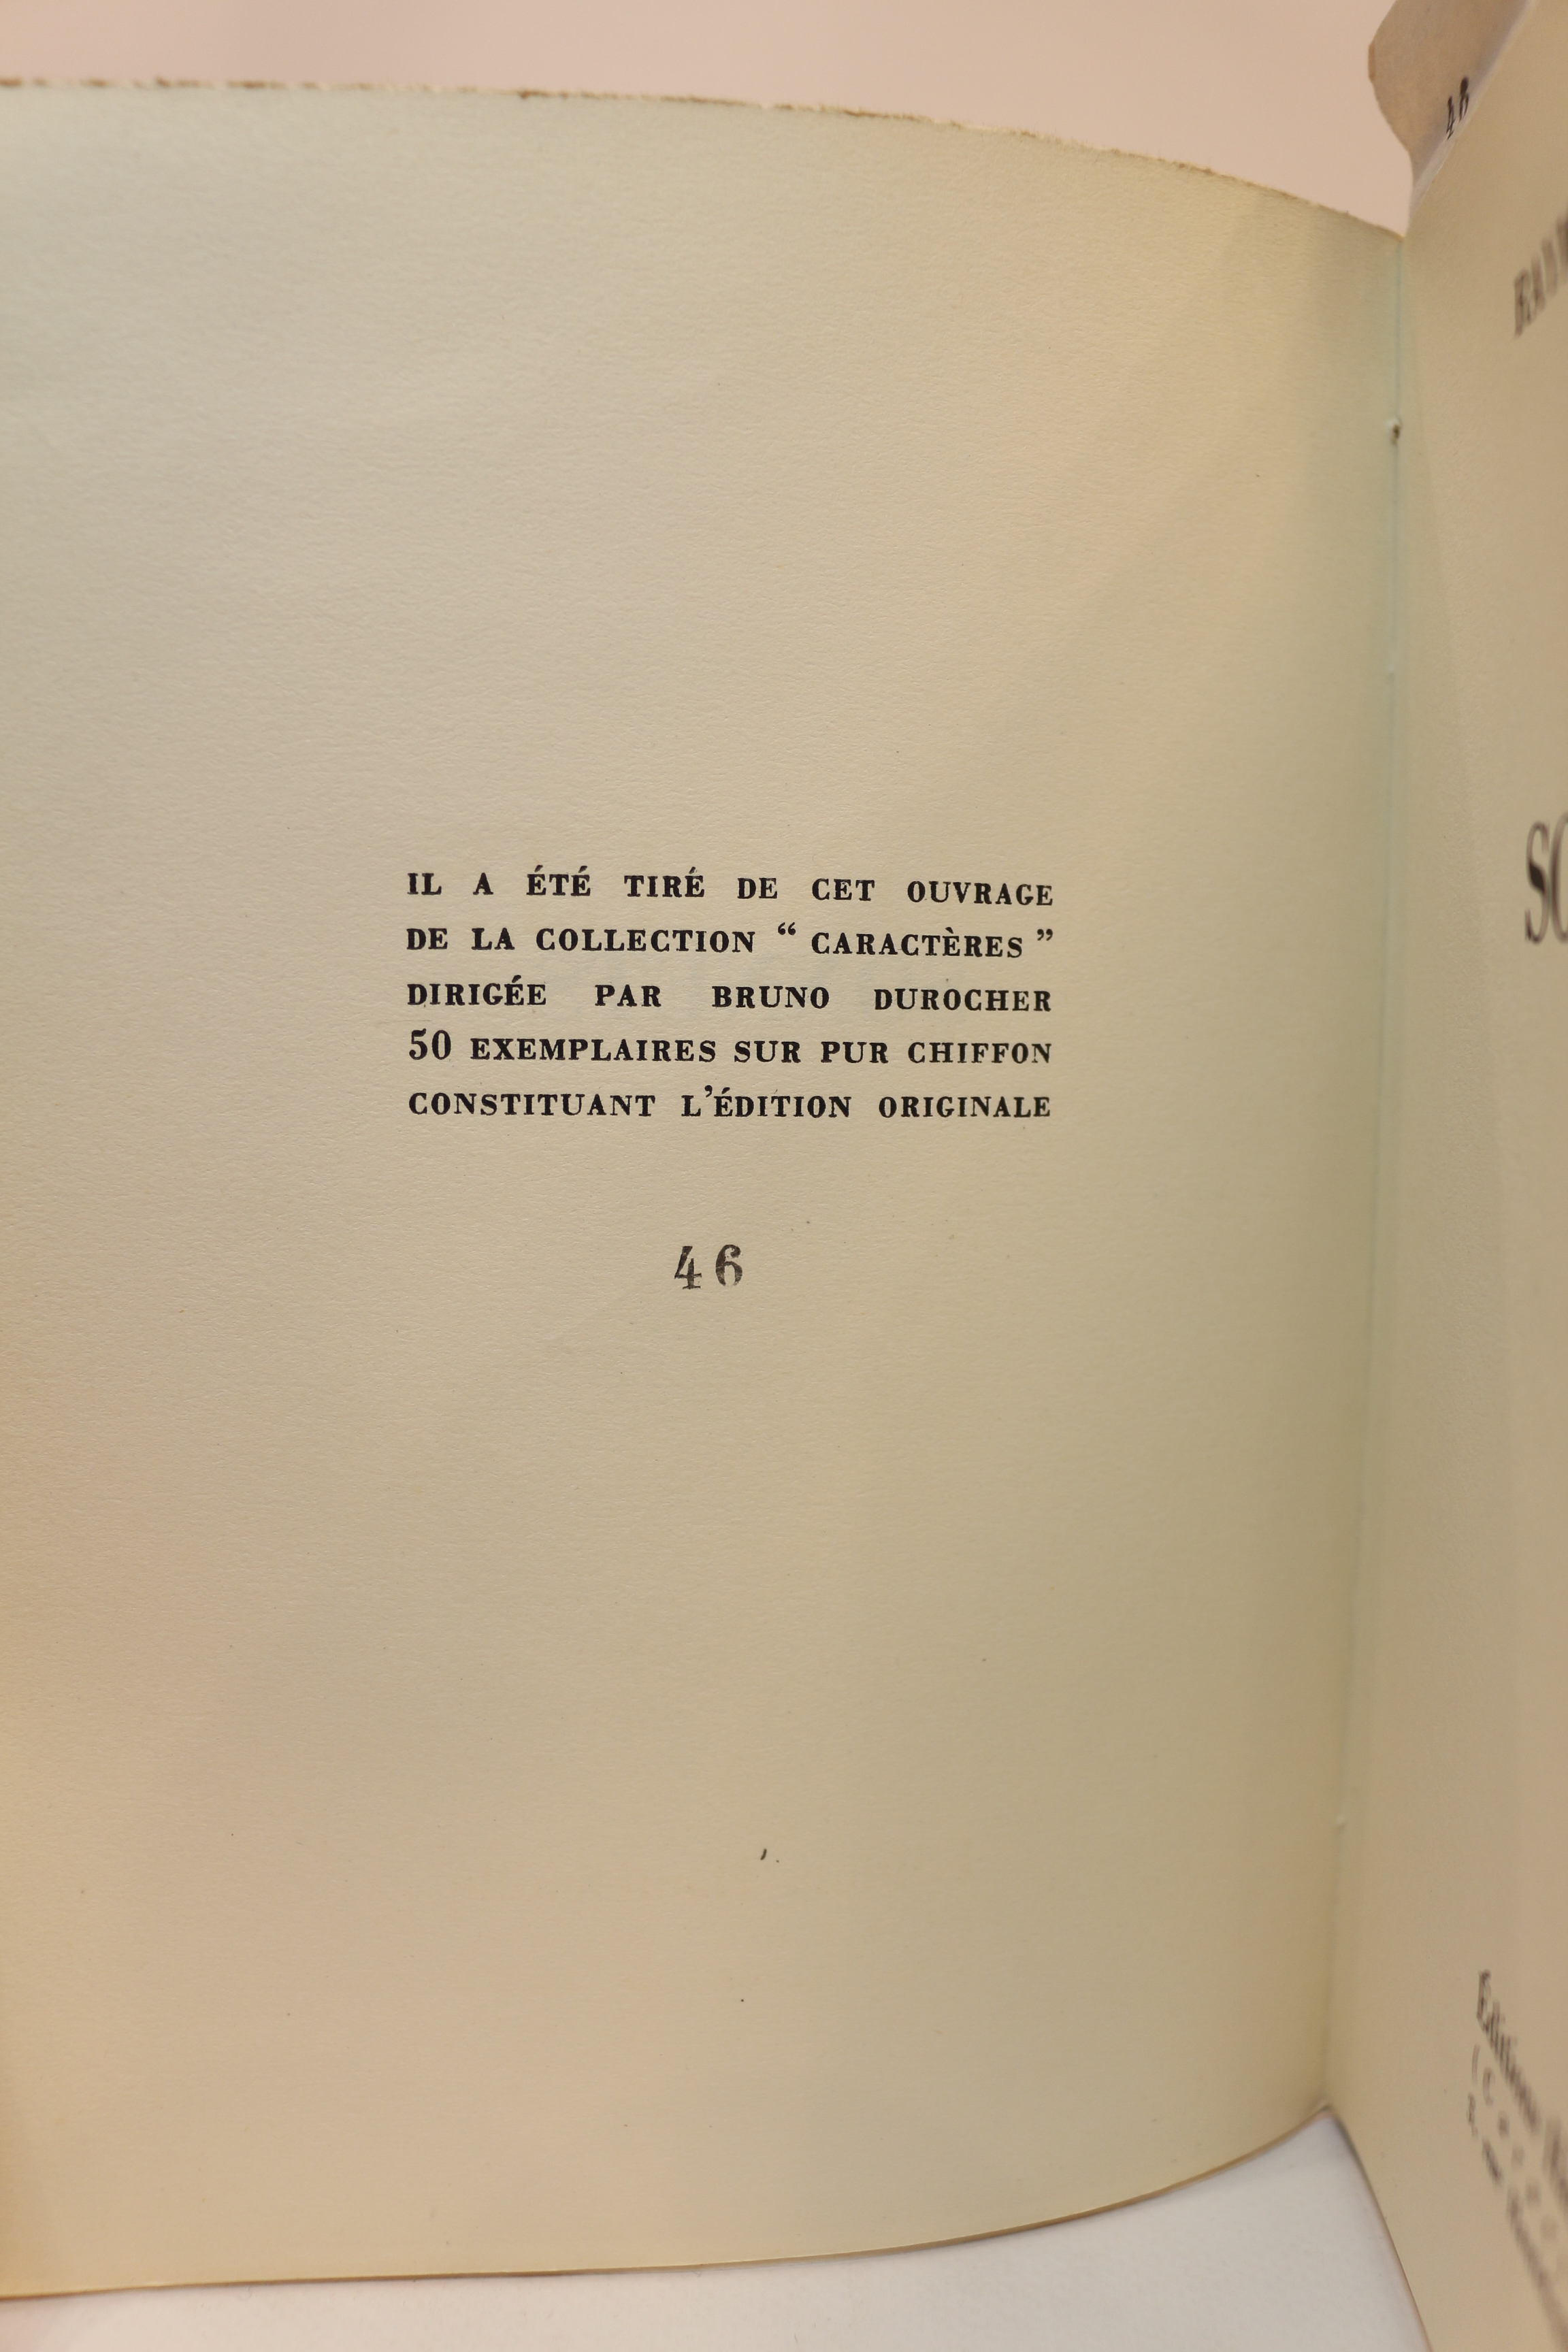 IL A ÉTÉ TIRÉ DE CET OUVRAGE
DE LA COLLECTION “ CARACTÈRES ”
DIRIGÉE PAR BRUNO DUROCHER
50 EXEMPLAIRES SUR PUR CHIFFON
CONSTITUANT L’ÉDITION ORIGINALE
46
46